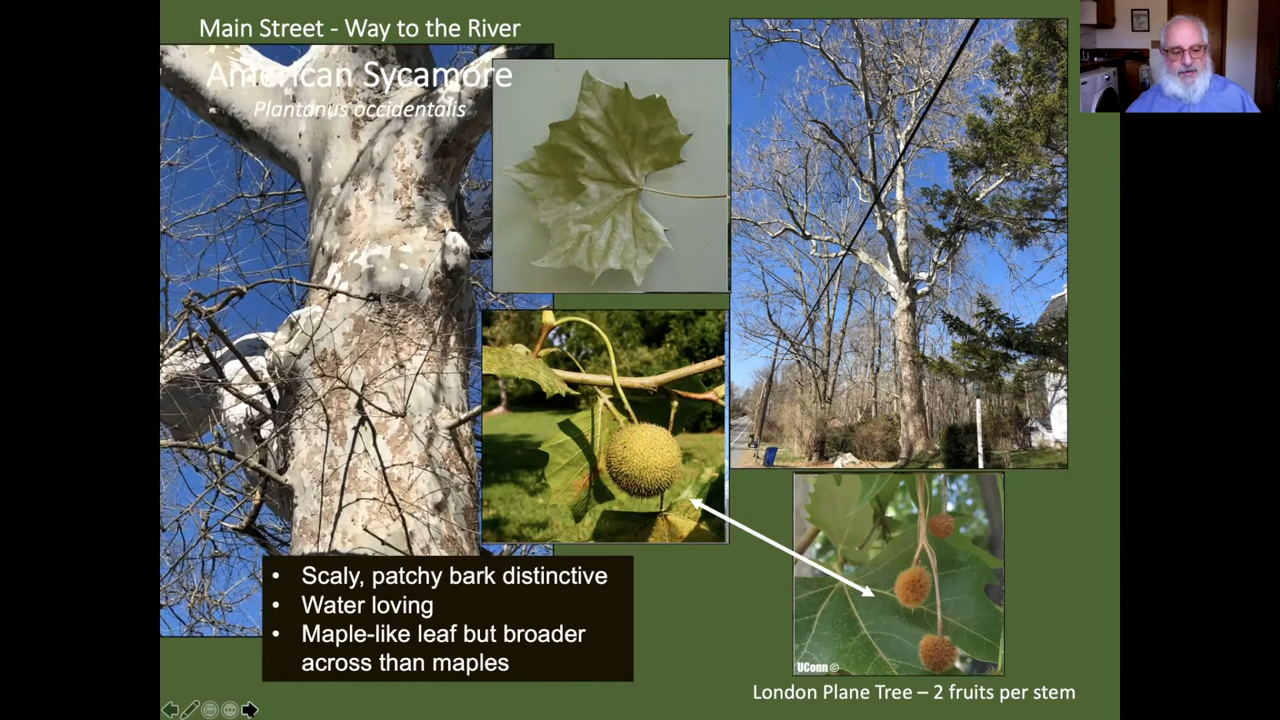 Main Street - Way to the River
American Sycamore
Plantanus occidentalis
• Scaly, patchy bark distinctive
• Water loving
• Maple-like leaf but broader
across than maples
UConn ©
London Plane Tree – 2 fruits per stem